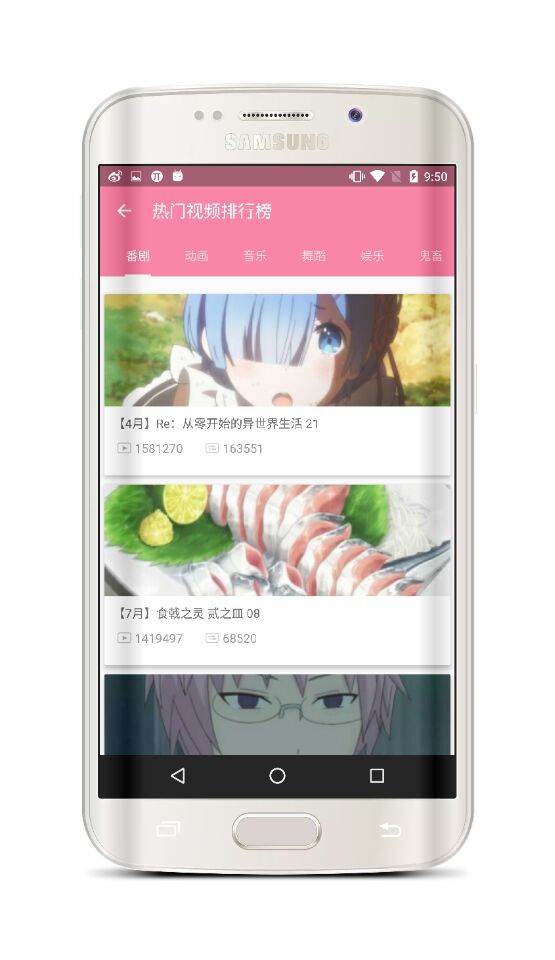 SAMSUNG
9:50
热门视频排行榜
番剧 动画 音乐 舞蹈 娱乐 鬼畜
【4月】Re：从零开始的异世界生活 21
1581270 163551
【7月】食戟之灵 贰之皿 08
1419497 68520